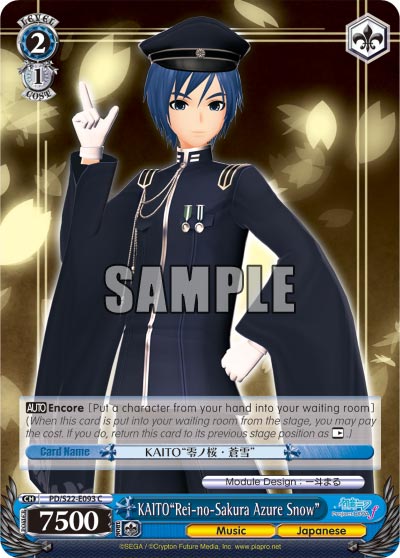 LEVEL
2
1
COST
SAMPLE
AUTO Encore [Put a character from your hand into your waiting room]
(When this card is put into your waiting room from the stage, you may pay
the cost. If you do, return this card to its previous stage position as
Card Name
KAITO“零ノ桜・蒼雪”
Module Design : 一斗まる
CH PD/S22-E093 C
KAITO“Rei-no-Sakura Azure Snow”
POWER
7500
Music
Japanese
©SEGA / ©Crypton Future Media, Inc. www.piapro.net